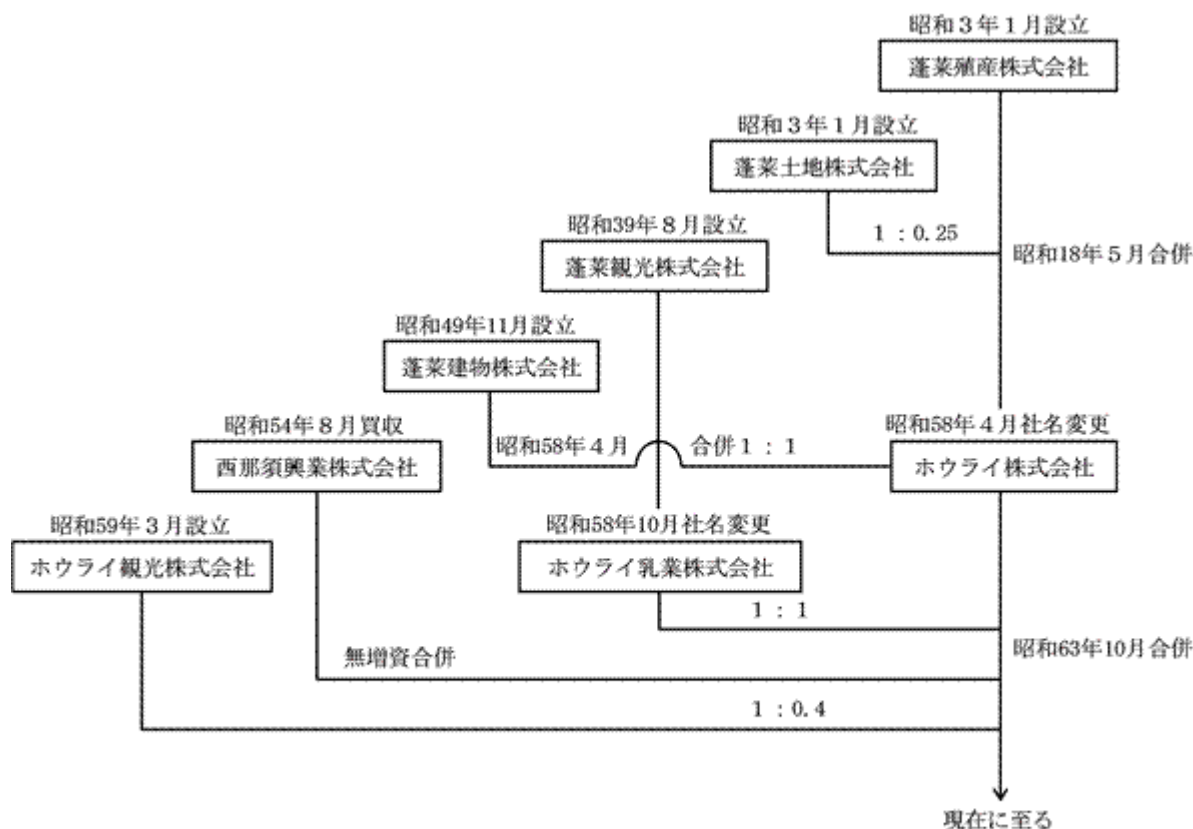 昭和３年１月設立
蓬莱殖産株式会社
昭和３年１月設立
蓬莱土地株式会社
１：0.25
昭和18年５月合併
昭和39年８月設立
蓬莱観光株式会社
昭和49年11月設立
蓬莱建物株式会社
昭和54年８月買収
西那須興業株式会社
昭和58年４月 合併１：１
昭和58年４月社名変更
ホウライ株式会社
昭和59年３月設立
ホウライ観光株式会社
昭和58年10月社名変更
ホウライ乳業株式会社
１：１
昭和63年10月合併
無増資合併
１：0.4
現在に至る